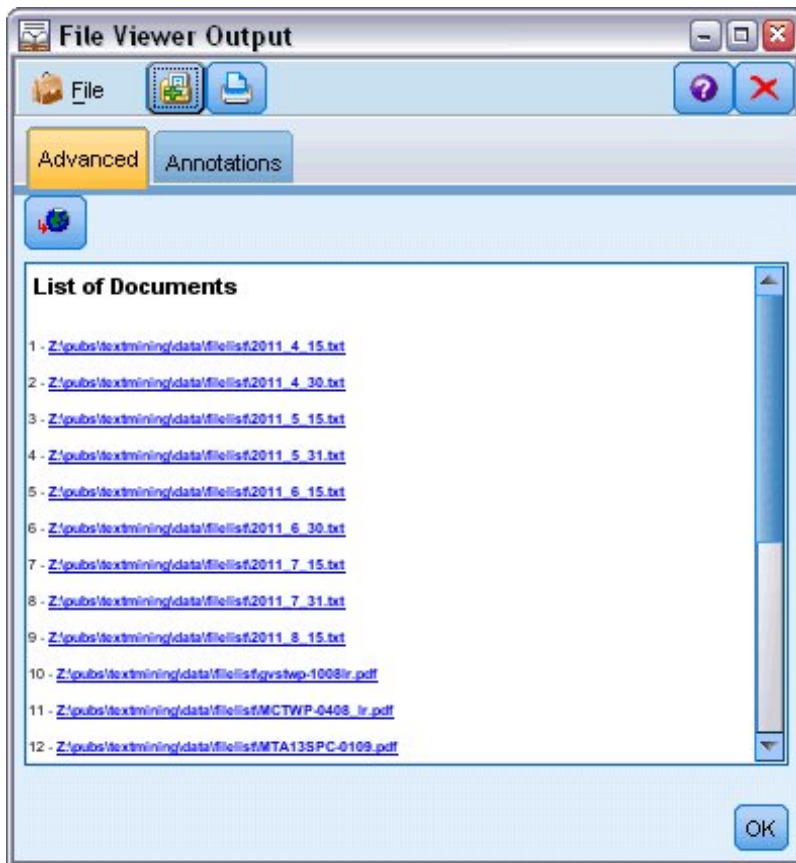 File Viewer Output
File
Advanced Annotations
List of Documents
1 - Z:\pubs\textmining\data\filelist\2011_4_15.txt
2 - Z:\pubs\textmining\data\filelist\2011_4_30.txt
3 - Z:\pubs\textmining\data\filelist\2011_5_15.txt
4 - Z:\pubs\textmining\data\filelist\2011_5_31.txt
5 - Z:\pubs\textmining\data\filelist\2011_6_15.txt
6 - Z:\pubs\textmining\data\filelist\2011_6_30.txt
7 - Z:\pubs\textmining\data\filelist\2011_7_15.txt
8 - Z:\pubs\textmining\data\filelist\2011_7_31.txt
9 - Z:\pubs\textmining\data\filelist\2011_8_15.txt
10 - Z:\pubs\textmining\data\filelist\gvstwp-1008lr.pdf
11 - Z:\pubs\textmining\data\filelist\MCTWP-0408_lr.pdf
12 - Z:\pubs\textmining\data\filelist\MTA13SPC-0109.pdf
OK